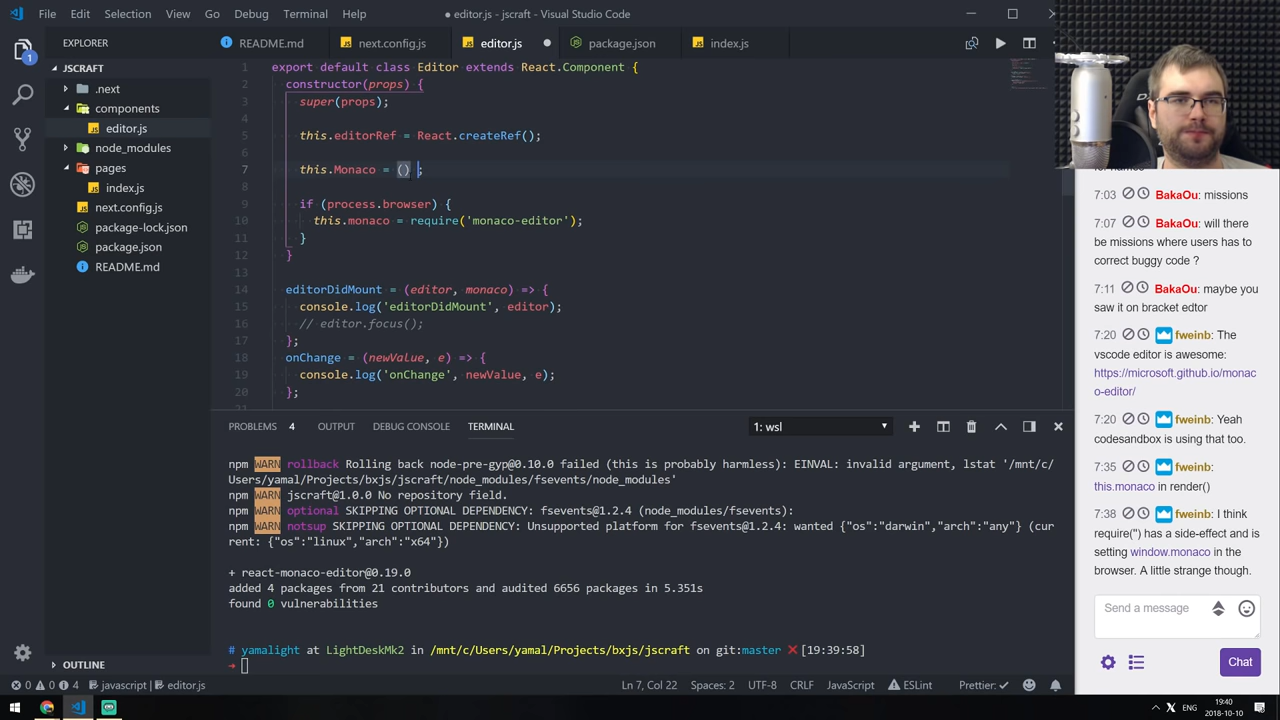 File Edit Selection View Go Debug Terminal Help
● editor.js - jscraft - Visual Studio Code
EXPLORER
README.md
next.config.js
editor.js
package.json
index.js
JSCRAFT
.next
components
editor.js
node_modules
pages
index.js
next.config.js
package-lock.json
package.json
README.md
OUTLINE
1
1 export default class Editor extends React.Component {
2 constructor(props) {
3 super(props);
4
5 this.editorRef = React.createRef();
6
7 this.Monaco = () ;
8
9 if (process.browser) {
10 this.monaco = require('monaco-editor');
11 }
12 }
13
14 editorDidMount = (editor, monaco) => {
15 console.log('editorDidMount', editor);
16 // editor.focus();
17 };
18 onChange = (newValue, e) => {
19 console.log('onChange', newValue, e);
20 };
21
PROBLEMS 4 OUTPUT DEBUG CONSOLE TERMINAL 1: wsl
npm WARN rollback Rolling back node-pre-gyp@0.10.0 failed (this is probably harmless): EINVAL: invalid argument, lstat '/mnt/c/
Users/yamal/Projects/bxjs/jscraft/node_modules/fsevents/node_modules'
npm WARN jscraft@1.0.0 No repository field.
npm WARN optional SKIPPING OPTIONAL DEPENDENCY: fsevents@1.2.4 (node_modules/fsevents):
npm WARN notsup SKIPPING OPTIONAL DEPENDENCY: Unsupported platform for fsevents@1.2.4: wanted {"os":"darwin","arch":"any"} (cur
rent: {"os":"linux","arch":"x64"})
+ react-monaco-editor@0.19.0
added 4 packages from 21 contributors and audited 6656 packages in 5.351s
found 0 vulnerabilities
# yamalight at LightDeskMk2 in /mnt/c/Users/yamal/Projects/bxjs/jscraft on git:master ✗ [19:39:58]
→
0 0 4 javascript | editor.js
Ln 7, Col 22 Spaces: 2 UTF-8 CRLF JavaScript ESLint Prettier: ✓
for names
7:03 BakaOu: missions
7:07 BakaOu: will there
be missions where users has to
correct buggy code ?
7:11 BakaOu: maybe you
saw it on bracket edtor
7:20 fweinb: The
vscode editor is awesome:
https://microsoft.github.io/monac
o-editor/
7:20 fweinb: Yeah
codesandbox is using that too.
7:35 fweinb:
this.monaco in render()
7:38 fweinb: I think
require('') has a side-effect and is
setting window.monaco in the
browser. A little strange though.
Send a message
Chat
ENG
19:40
2018-10-10